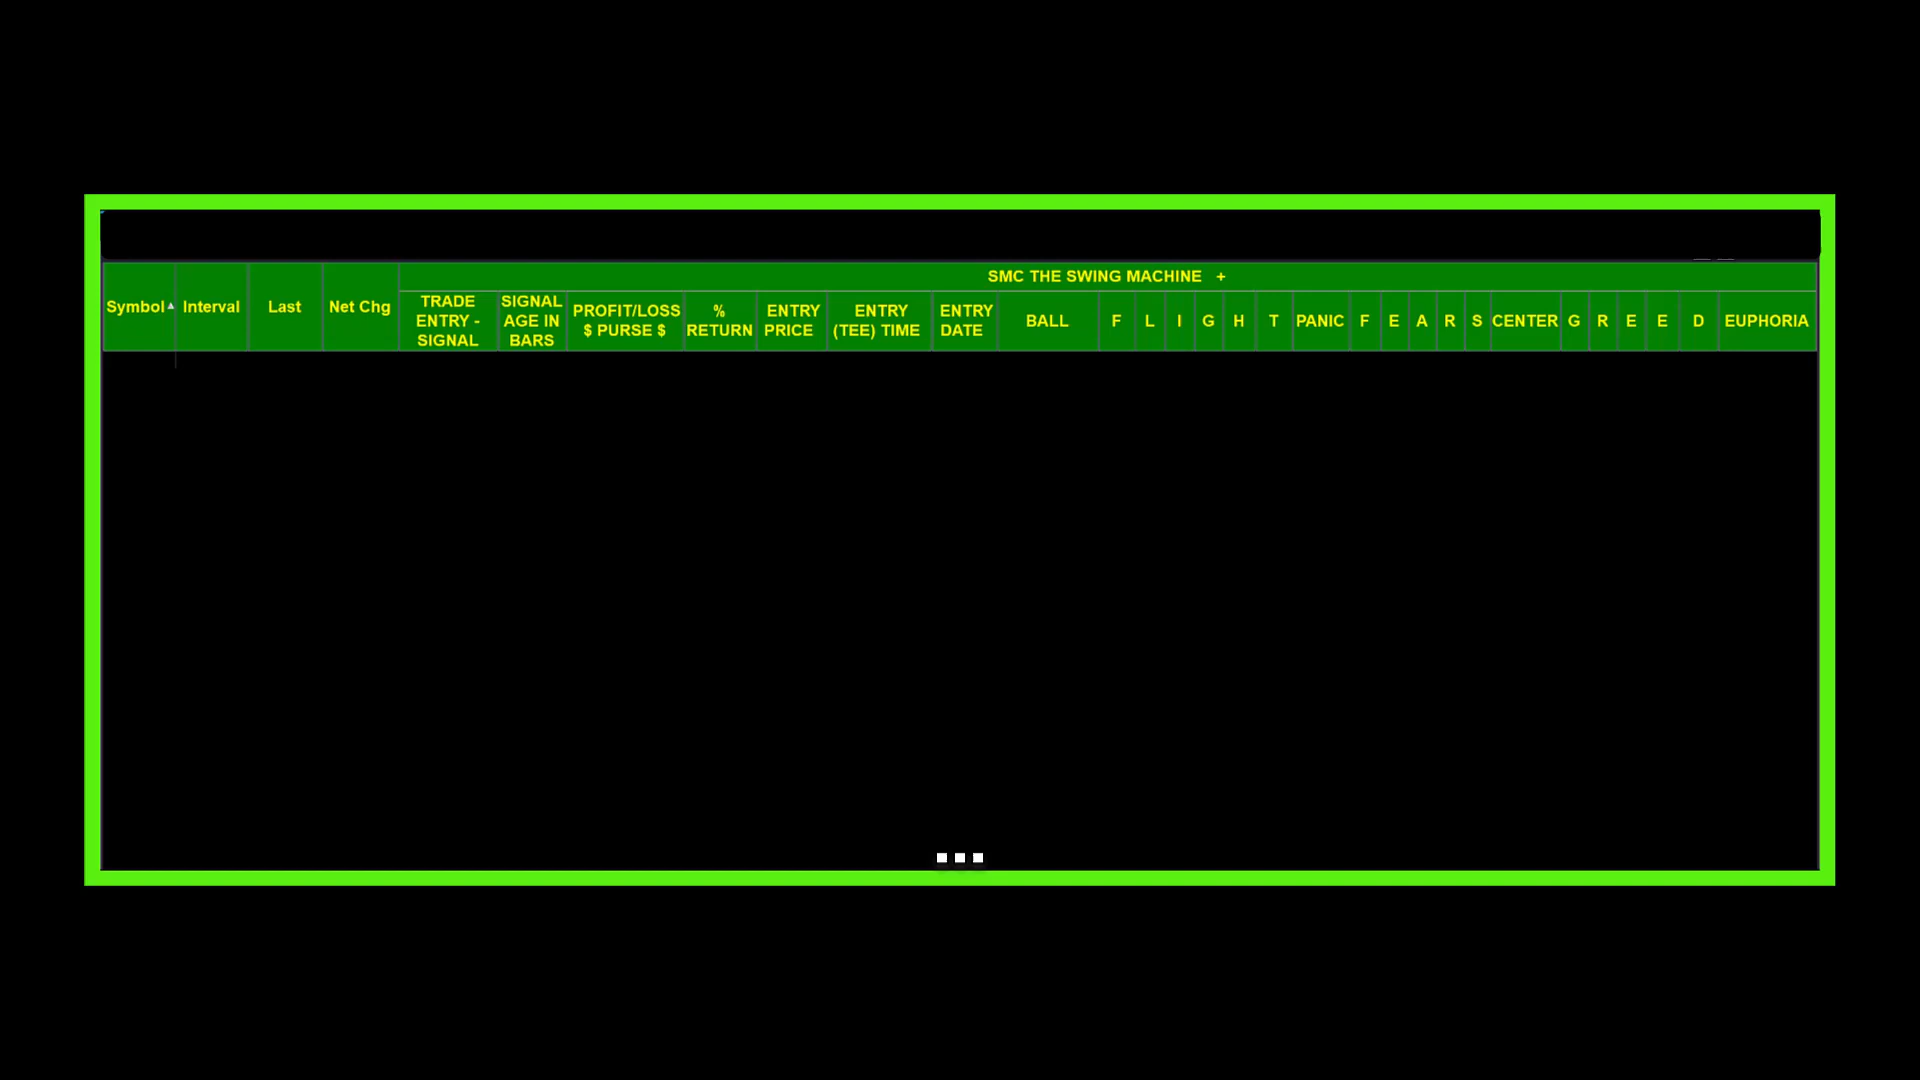 SMC THE SWING MACHINE +
Symbol Interval Last Net Chg
TRADE ENTRY - SIGNAL
SIGNAL AGE IN BARS
PROFIT/LOSS $ PURSE $
% RETURN
ENTRY PRICE
ENTRY (TEE) TIME
ENTRY DATE
BALL
F L I G H T
PANIC
F E A R S
CENTER
G R E E D
EUPHORIA